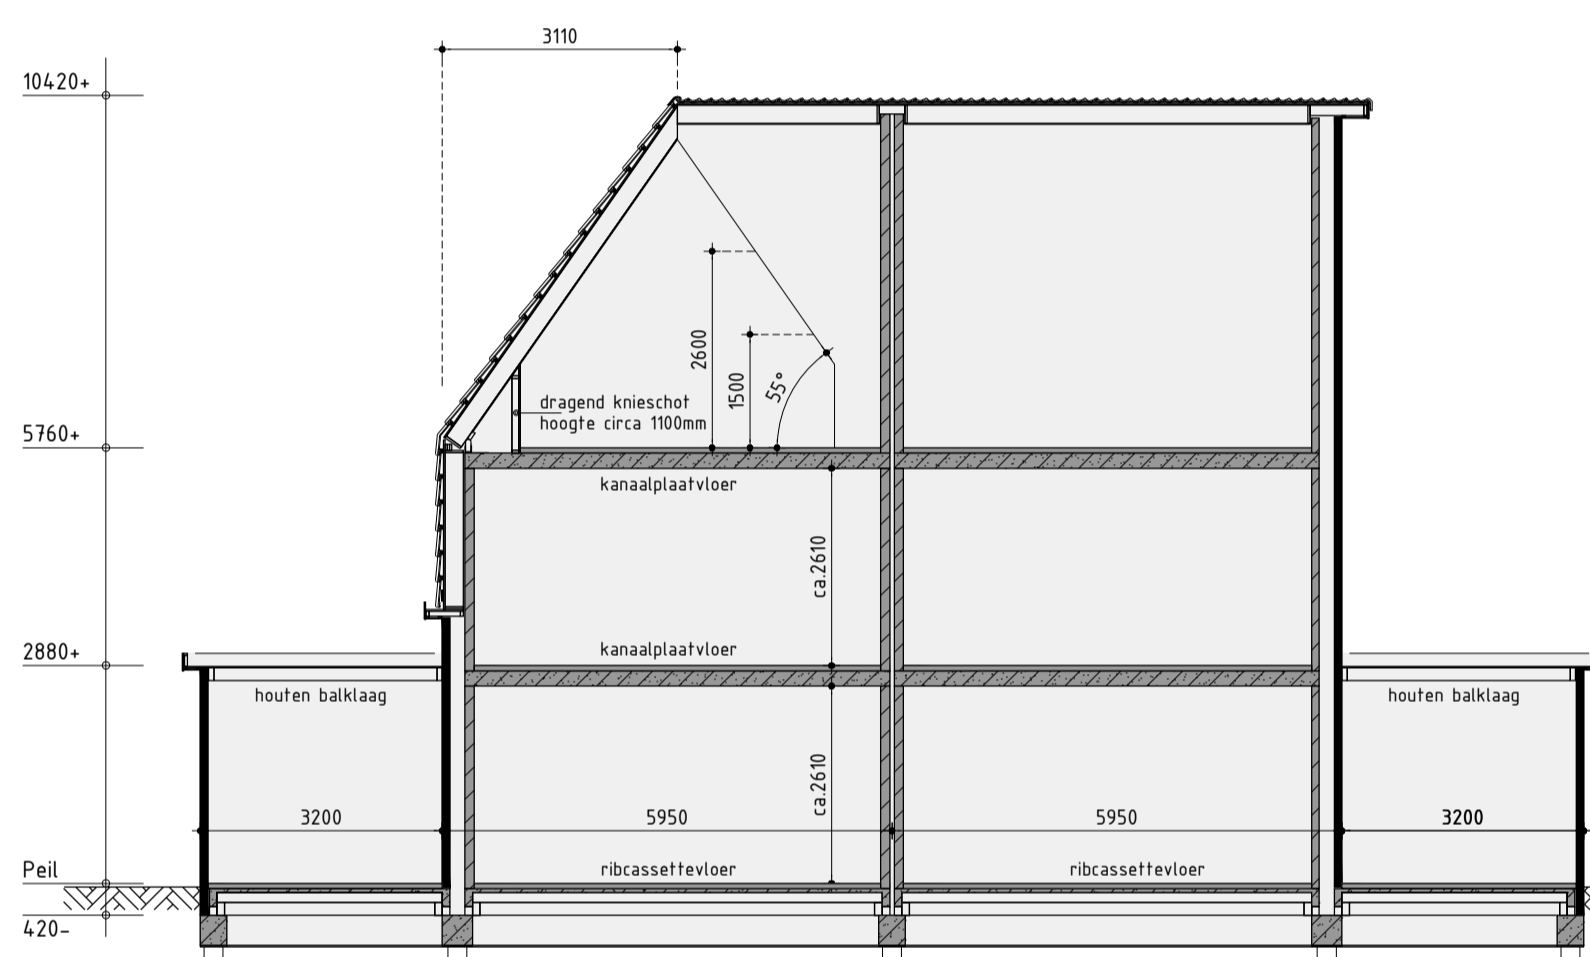 3110
10420+
2600
1500
55°
dragend knieschot
hoogte circa 1100mm
5760+
kanaalplaatvloer
ca.2610
kanaalplaatvloer
2880+
houten balklaag
houten balklaag
ca.2610
3200
5950
5950
3200
Peil
ribcassettevloer
ribcassettevloer
420-